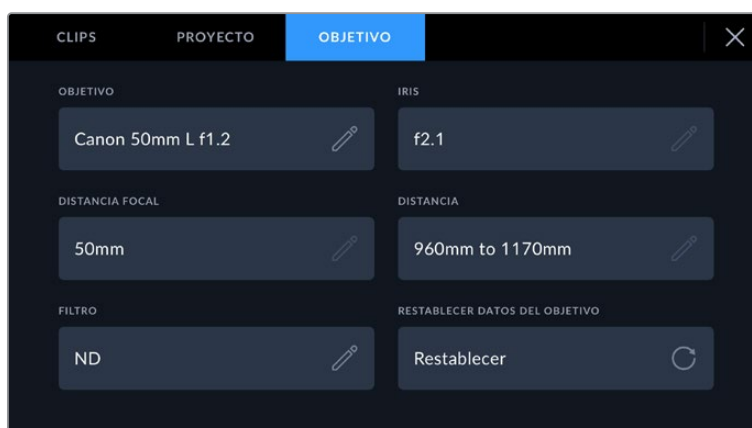 CLIPS PROYECTO OBJETIVO
OBJETIVO IRIS
Canon 50mm L f1.2 f2.1
DISTANCIA FOCAL DISTANCIA
50mm 960mm to 1170mm
FILTRO RESTABLECER DATOS DEL OBJETIVO
ND Restablecer